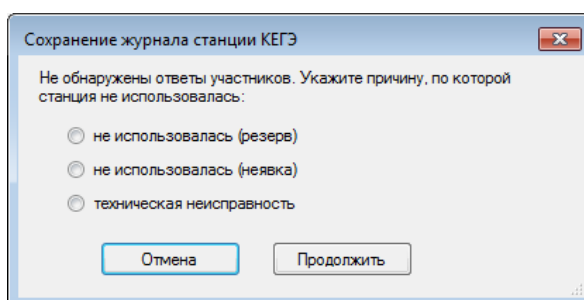 Сохранение журнала станции КЕГЭ
Не обнаружены ответы участников. Укажите причину, по которой
станция не использовалась:
не использовалась (резерв)
не использовалась (неявка)
техническая неисправность
Отмена
Продолжить